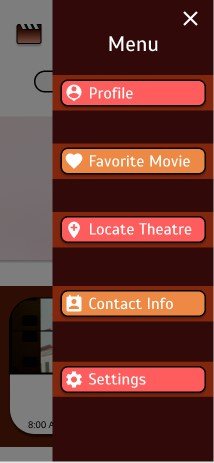 Menu
Profile
Favorite Movie
Locate Theatre
Contact Info
Settings
8:00 A